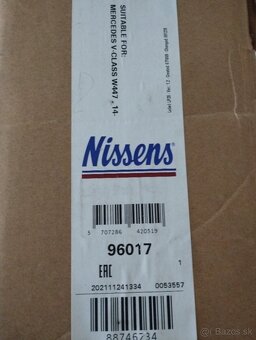 SUITABLE FOR:
MERCEDES V-CLASS W447, 14-
Nissens
5 707286 420519
96017
EAC
1
202111241334 0053557
88746234
© bazos.sk